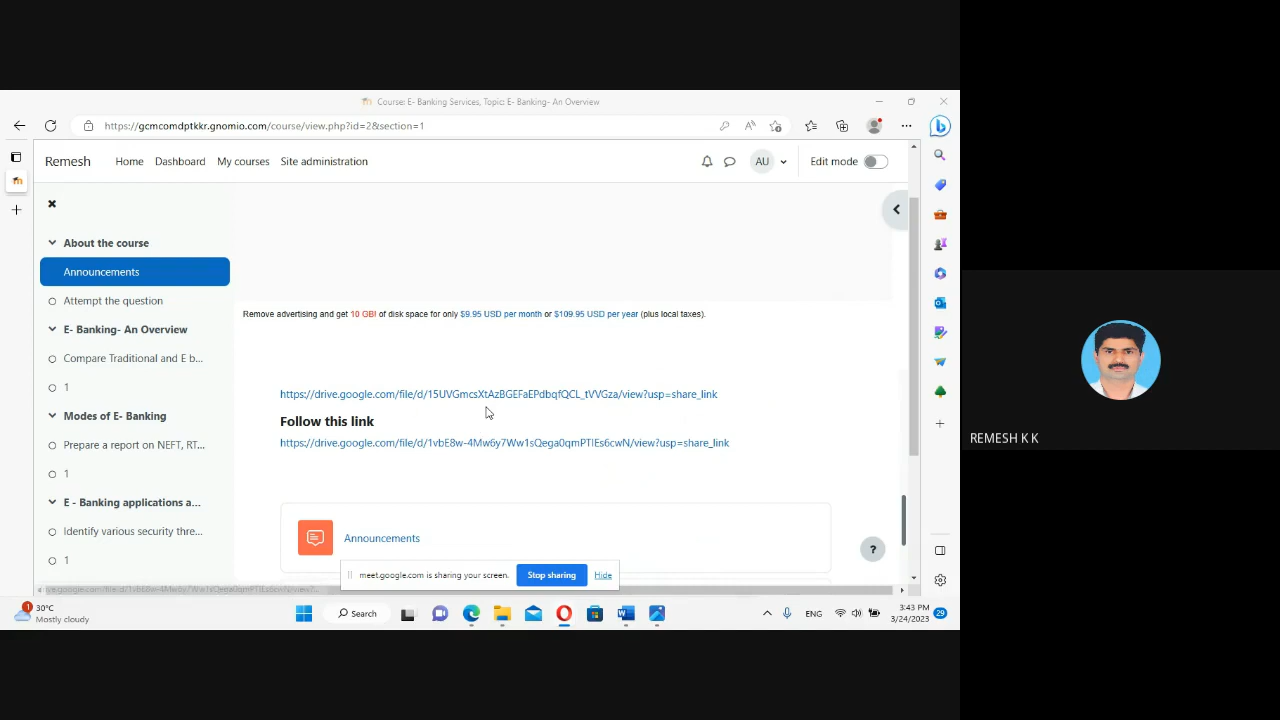 Course: E- Banking Services, Topic: E- Banking- An Overview
https://gcmcomdptkkr.gnomio.com/course/view.php?id=2&section=1
Remesh Home Dashboard My courses Site administration AU Edit mode
About the course
Announcements
Attempt the question
E- Banking- An Overview
Compare Traditional and E b...
1
Modes of E- Banking
Prepare a report on NEFT, RT...
1
E - Banking applications a...
Identify various security thre...
1
Remove advertising and get 10 GB! of disk space for only $9.95 USD per month or $109.95 USD per year (plus local taxes).
https://drive.google.com/file/d/15UVGmcsXtAzBGEFaEPdbqfQCL_tVVGza/view?usp=share_link
Follow this link
https://drive.google.com/file/d/1vbE8w-4Mw6y7Ww1sQega0qmPTlEs6cwN/view?usp=share_link
Announcements
?
meet.google.com is sharing your screen. Stop sharing Hide
REMESH K K
1 30°C
Mostly cloudy
Search
ENG
3:43 PM
3/24/2023
29